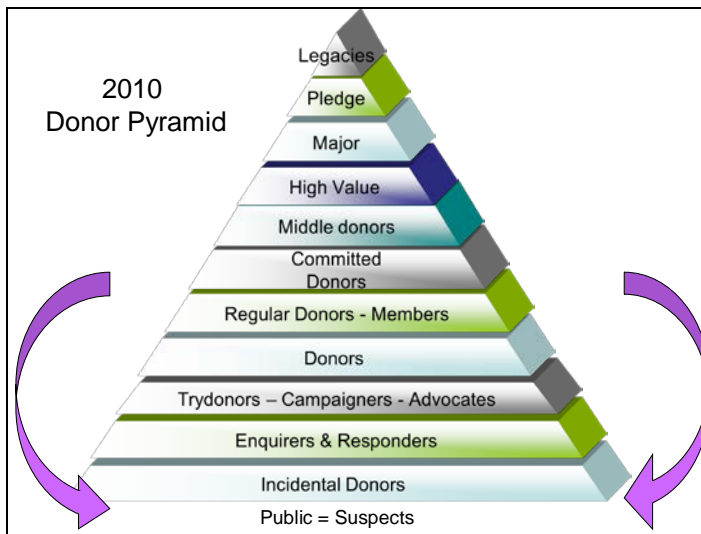 2010
Donor Pyramid
Legacies
Pledge
Major
High Value
Middle donors
Committed
Donors
Regular Donors - Members
Donors
Trydonors – Campaigners - Advocates
Enquirers & Responders
Incidental Donors
Public = Suspects